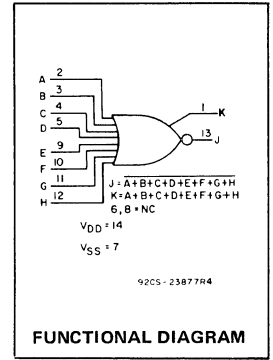 A 2
B 3
C 4
D 5
E 9
F 10
G 11
H 12
1 K
13 J
J = A+B+C+D+E+F+G+H
K=A+B+C+D+E+F+G+H
6,8 = NC
VDD = 14
VSS = 7
92CS-23877R4
FUNCTIONAL DIAGRAM